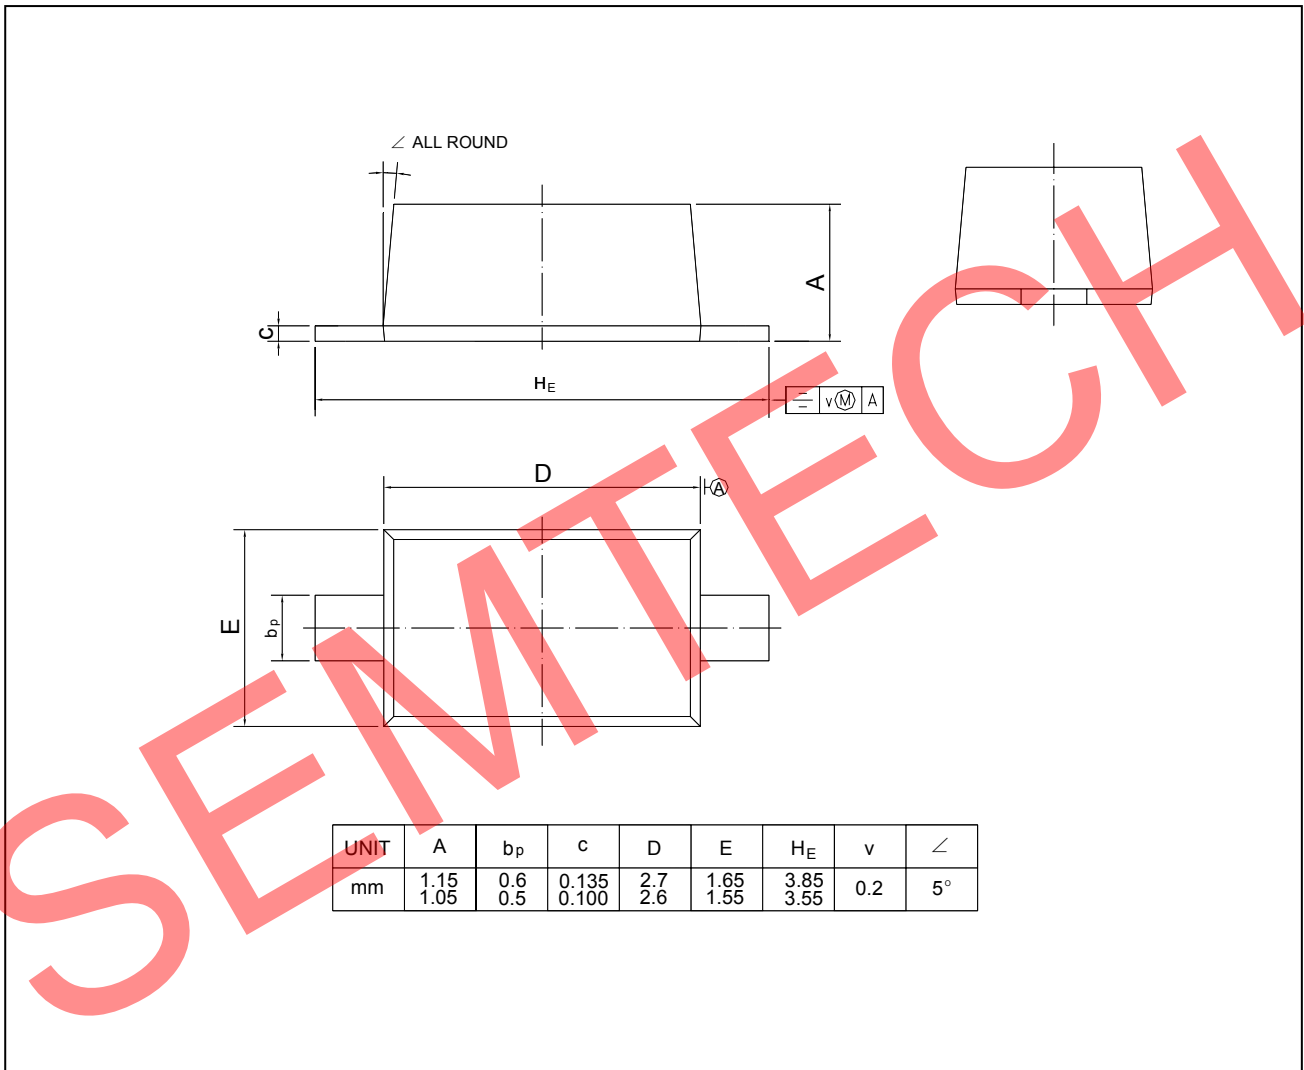 ∠ ALL ROUND
A
c
HE
v Ⓜ A
D
A
E
bp
SEMTECH
UNIT A bp c D E HE v ∠
mm 1.15 0.6 0.135 2.7 1.65 3.85 0.2 5°
1.05 0.5 0.100 2.6 1.55 3.55